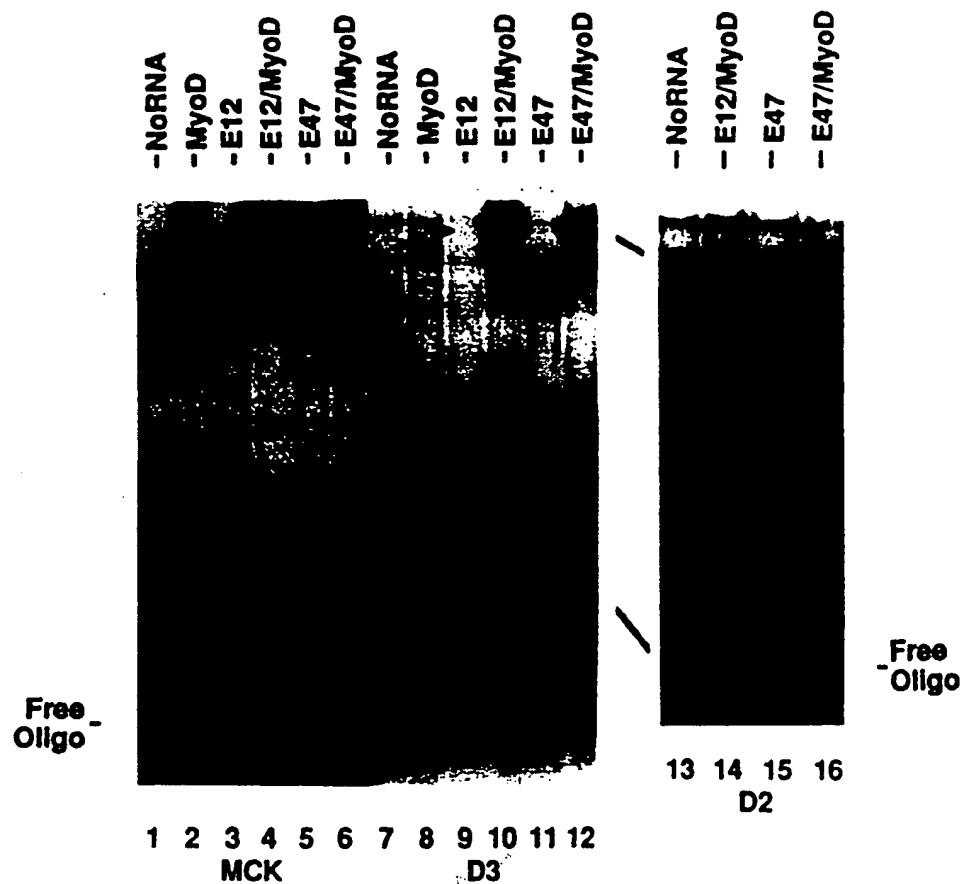 - NoRNA
- MyoD
- E12
- E12/MyoD
- E47
- E47/MyoD
- NoRNA
- MyoD
- E12
- E12/MyoD
- E47
- E47/MyoD
- NoRNA
- E12/MyoD
- E47
- E47/MyoD
Free -
Oligo
- Free
Oligo
1 2 3 4 5 6 7 8 9 10 11 12
MCK D3
13 14 15 16
D2